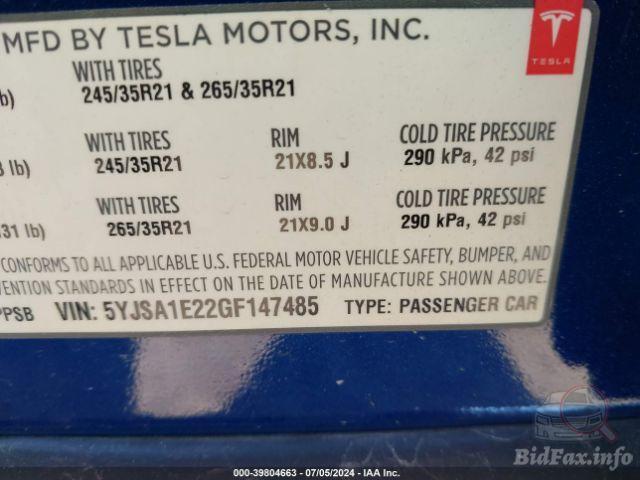 MFD BY TESLA MOTORS, INC.
TESLA
WITH TIRES
lb) 245/35R21 & 265/35R21
WITH TIRES RIM COLD TIRE PRESSURE
lb) 245/35R21 21X8.5 J 290 kPa, 42 psi
WITH TIRES RIM COLD TIRE PRESSURE
31 lb) 265/35R21 21X9.0 J 290 kPa, 42 psi
CONFORMS TO ALL APPLICABLE U.S. FEDERAL MOTOR VEHICLE SAFETY, BUMPER, AND
VENTION STANDARDS IN EFFECT ON THE DATE OF MANUFACTURE SHOWN ABOVE.
PPSB VIN: 5YJSA1E22GF147485 TYPE: PASSENGER CAR
BidFax.info
000-39804663 - 07/05/2024 - IAA Inc.